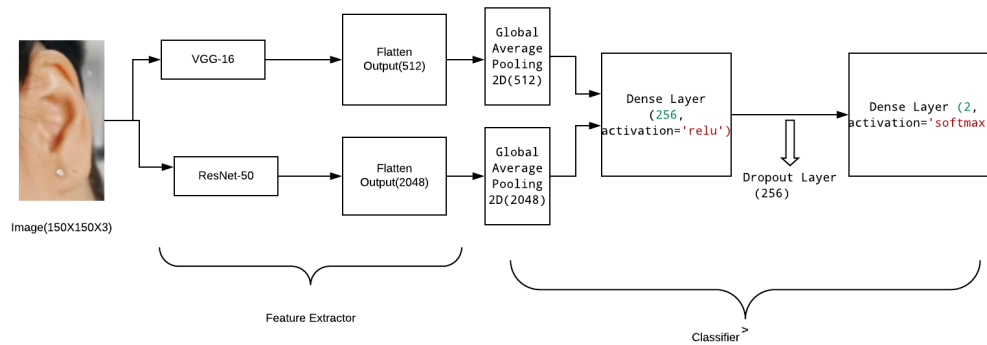 Image(150X150X3)
VGG-16
ResNet-50
Flatten
Output(512)
Flatten
Output(2048)
Global
Average
Pooling
2D(512)
Global
Average
Pooling
2D(2048)
Dense Layer
(256,
activation='relu')
Dropout Layer
(256)
Dense Layer (2,
activation='softmax
Feature Extractor
Classifier